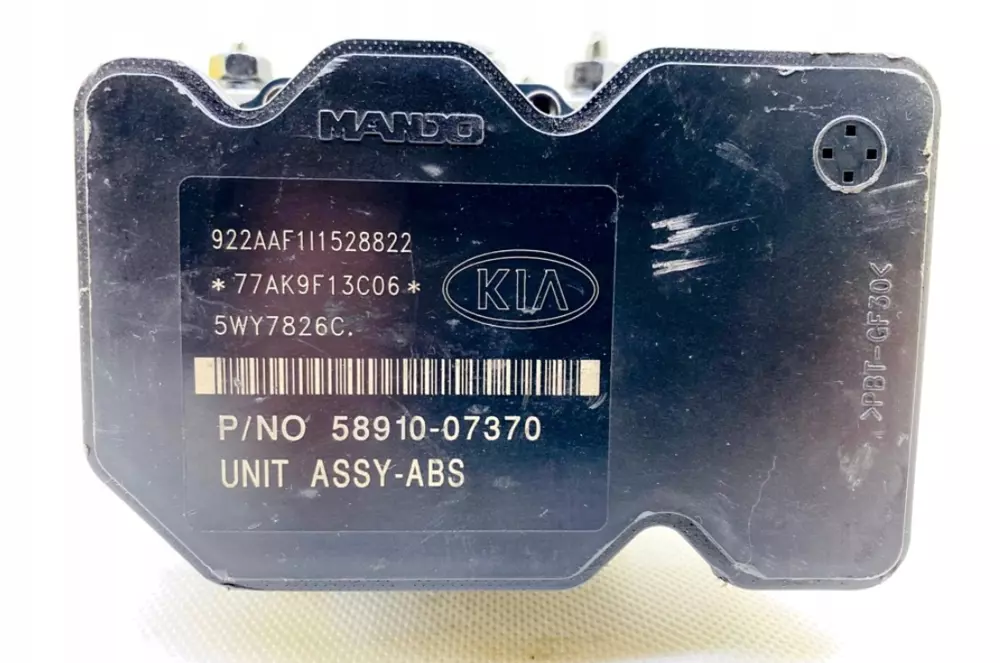 MANDO
922AAF1I1528822
*77AK9F13C06*
KIA
5WY7826C.
P/NO 58910-07370
UNIT ASSY-ABS
>PBT-GF30<